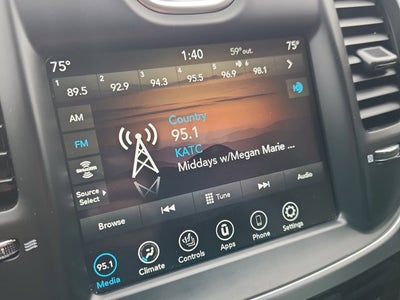 75° 1:40 59° out. 75°
1 2 3 4 5 6
89.5 92.9 94.3 95.5 96.9 98.1
AM
FM
SiriusXM
Source
Select
Country
95.1
KATC
Middays w/Megan Marie ...
Browse Tune Audio
95.1
Media Climate Controls Apps Phone Settings